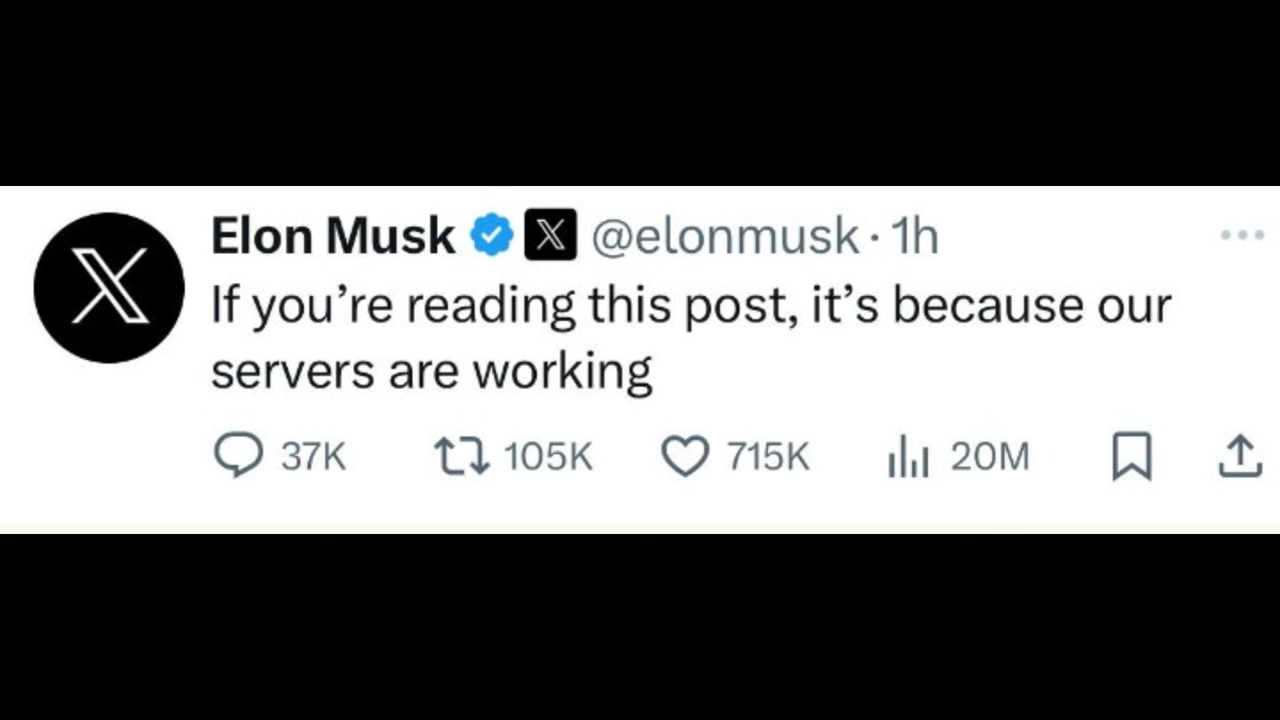 Elon Musk @elonmusk · 1h
If you’re reading this post, it’s because our
servers are working
37K 105K 715K 20M